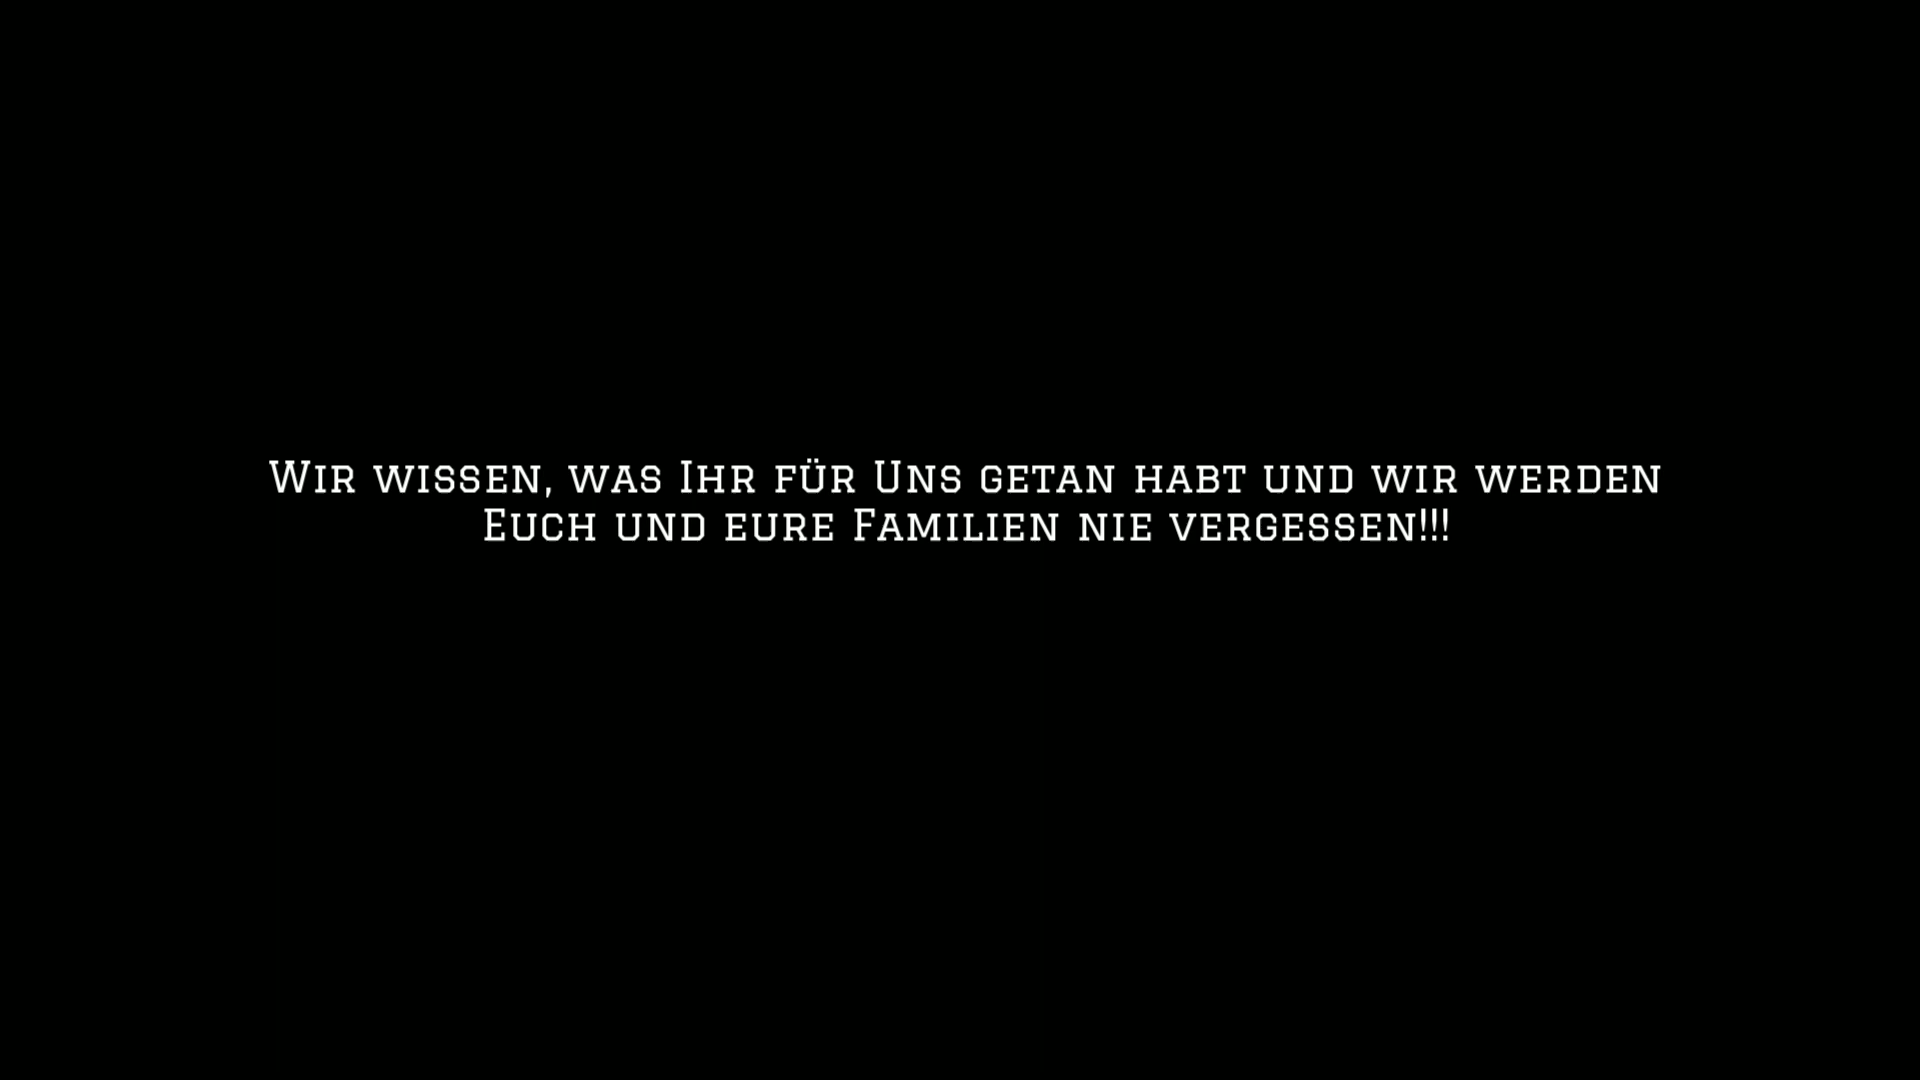 Wir wissen, was Ihr für Uns getan habt und wir werden
Euch und eure Familien nie vergessen!!!